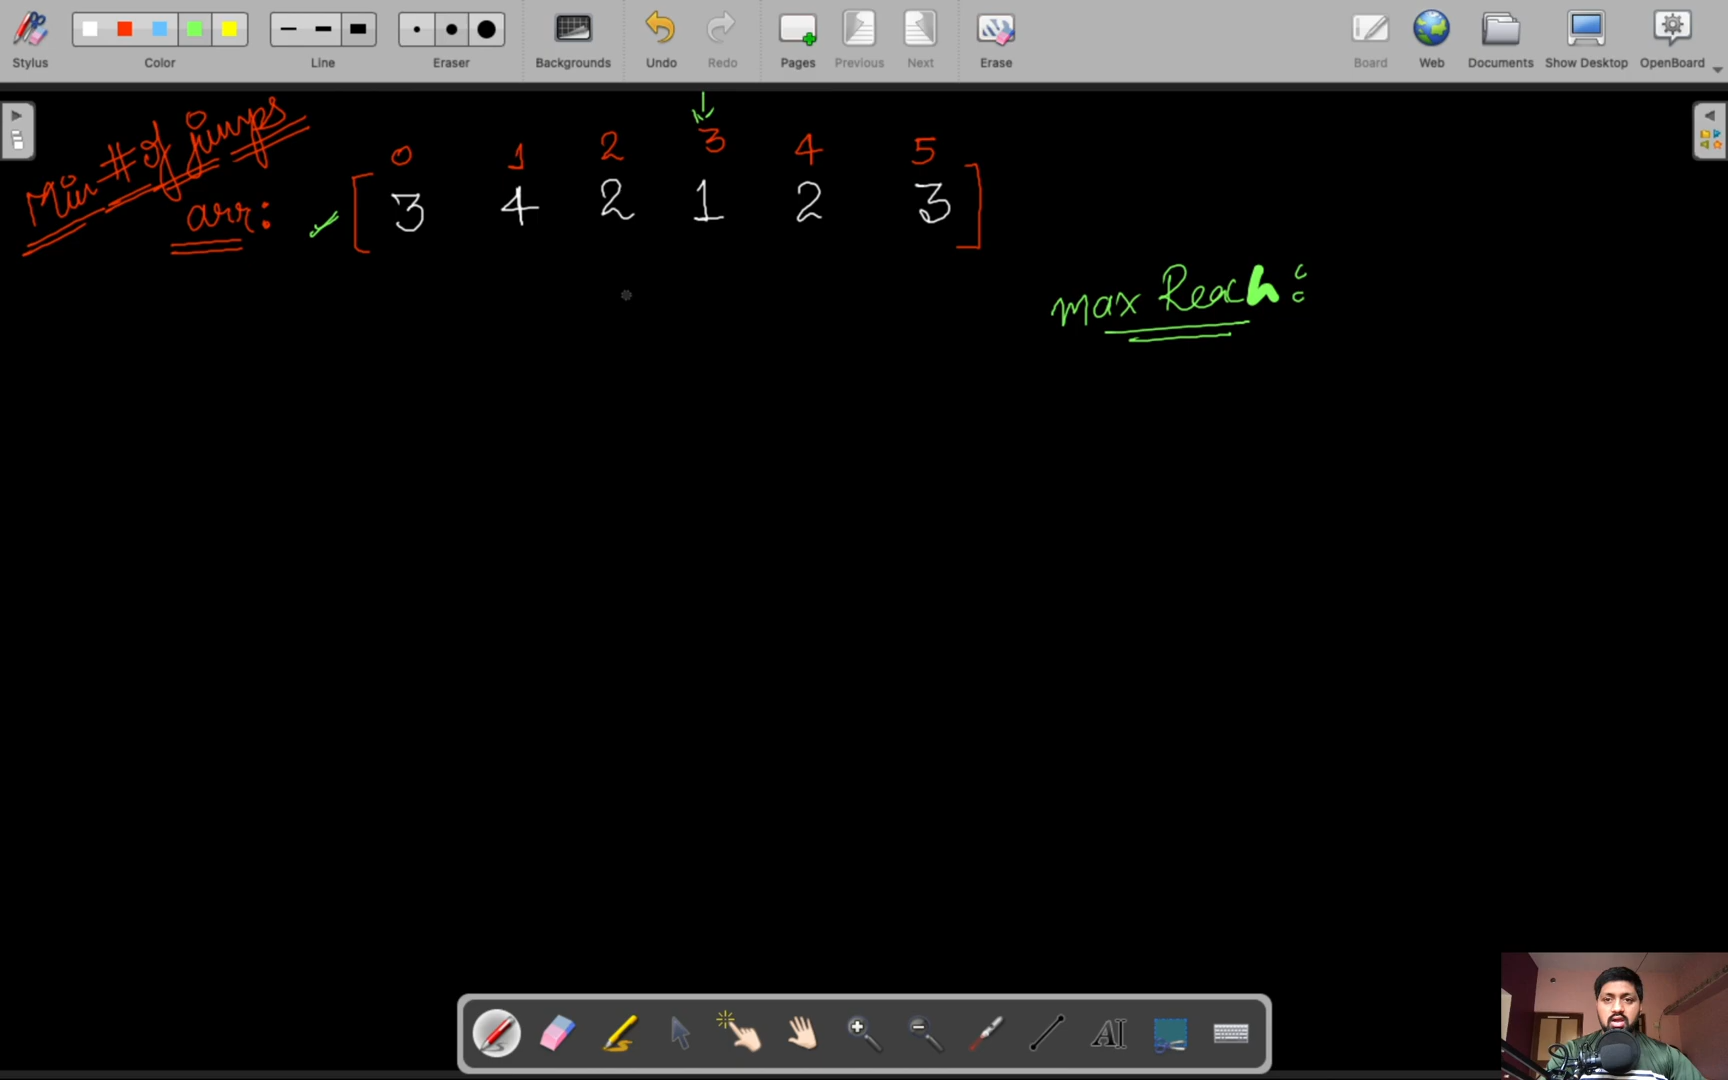 Stylus Color Line Eraser Backgrounds Undo Redo Pages Previous Next Erase Board Web Documents Show Desktop OpenBoard
Min # of jumps
0 1 2 3 4 5
arr: [ 3 4 2 1 2 3 ]
max Reach: